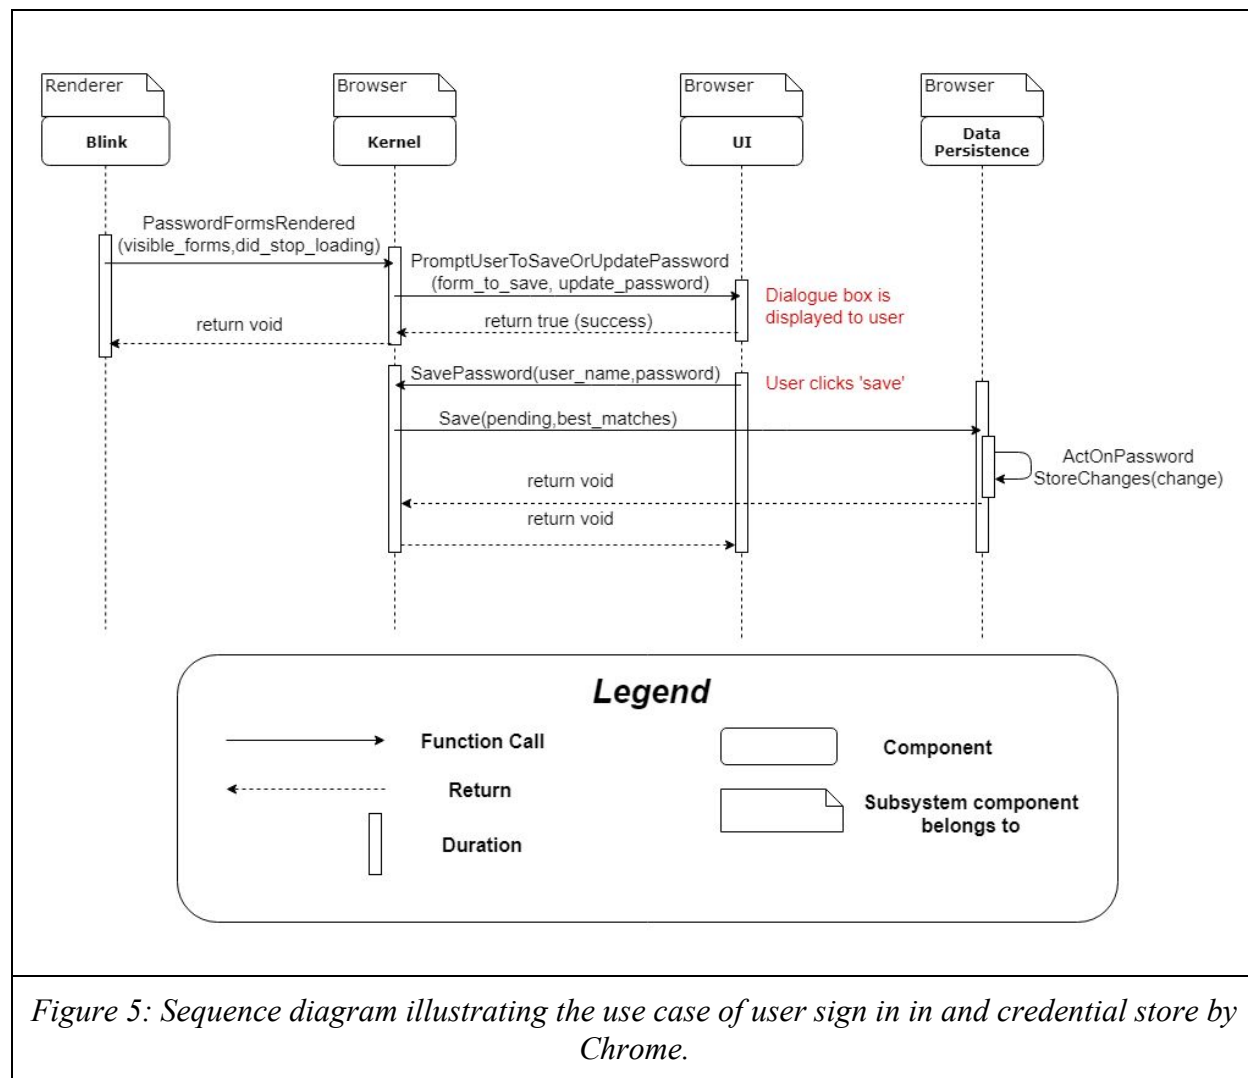 Renderer
Browser
Browser
Browser
Blink
Kernel
UI
Data
Persistence
PasswordFormsRendered
(visible_forms,did_stop_loading)
PromptUserToSaveOrUpdatePassword
(form_to_save, update_password)
Dialogue box is
displayed to user
return true (success)
return void
SavePassword(user_name,password)
User clicks 'save'
Save(pending,best_matches)
ActOnPassword
StoreChanges(change)
return void
return void
Legend
Function Call
Component
Return
Subsystem component
belongs to
Duration
Figure 5: Sequence diagram illustrating the use case of user sign in in and credential store by
Chrome.